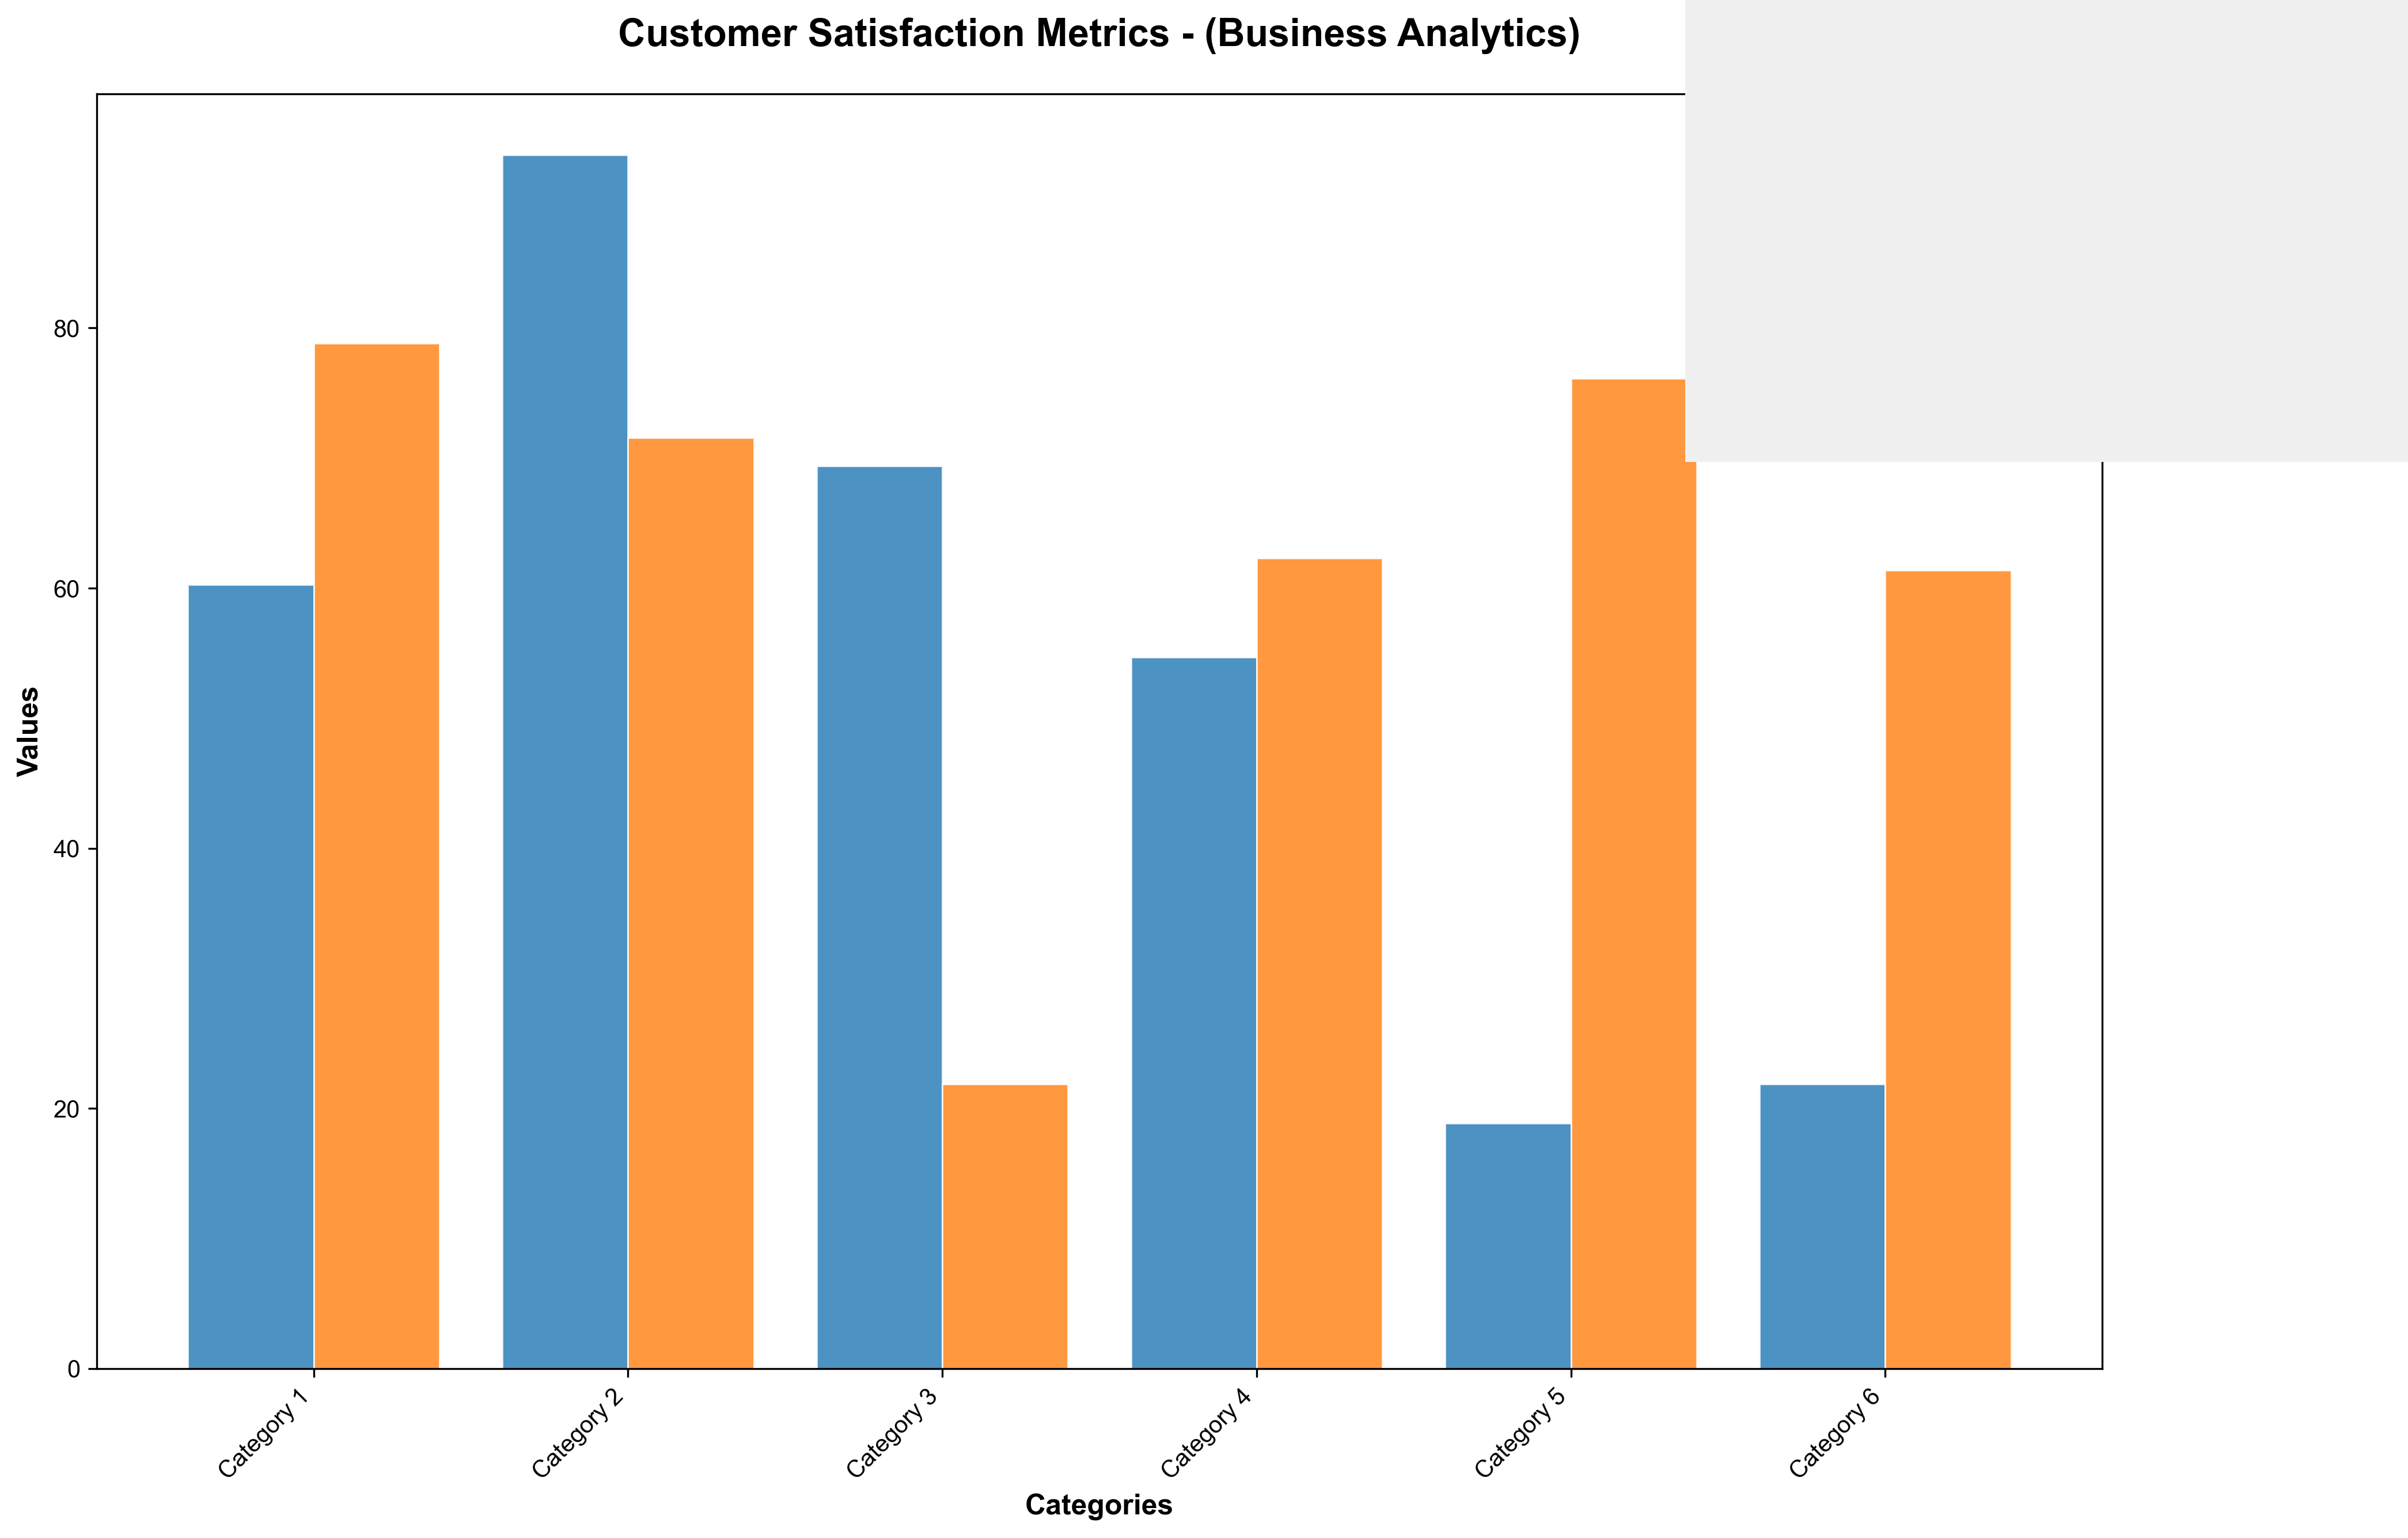 Customer Satisfaction Metrics - (Business Analytics)
80
60
40
20
0
Values
Category 1
Category 2
Category 3
Category 4
Category 5
Category 6
Categories